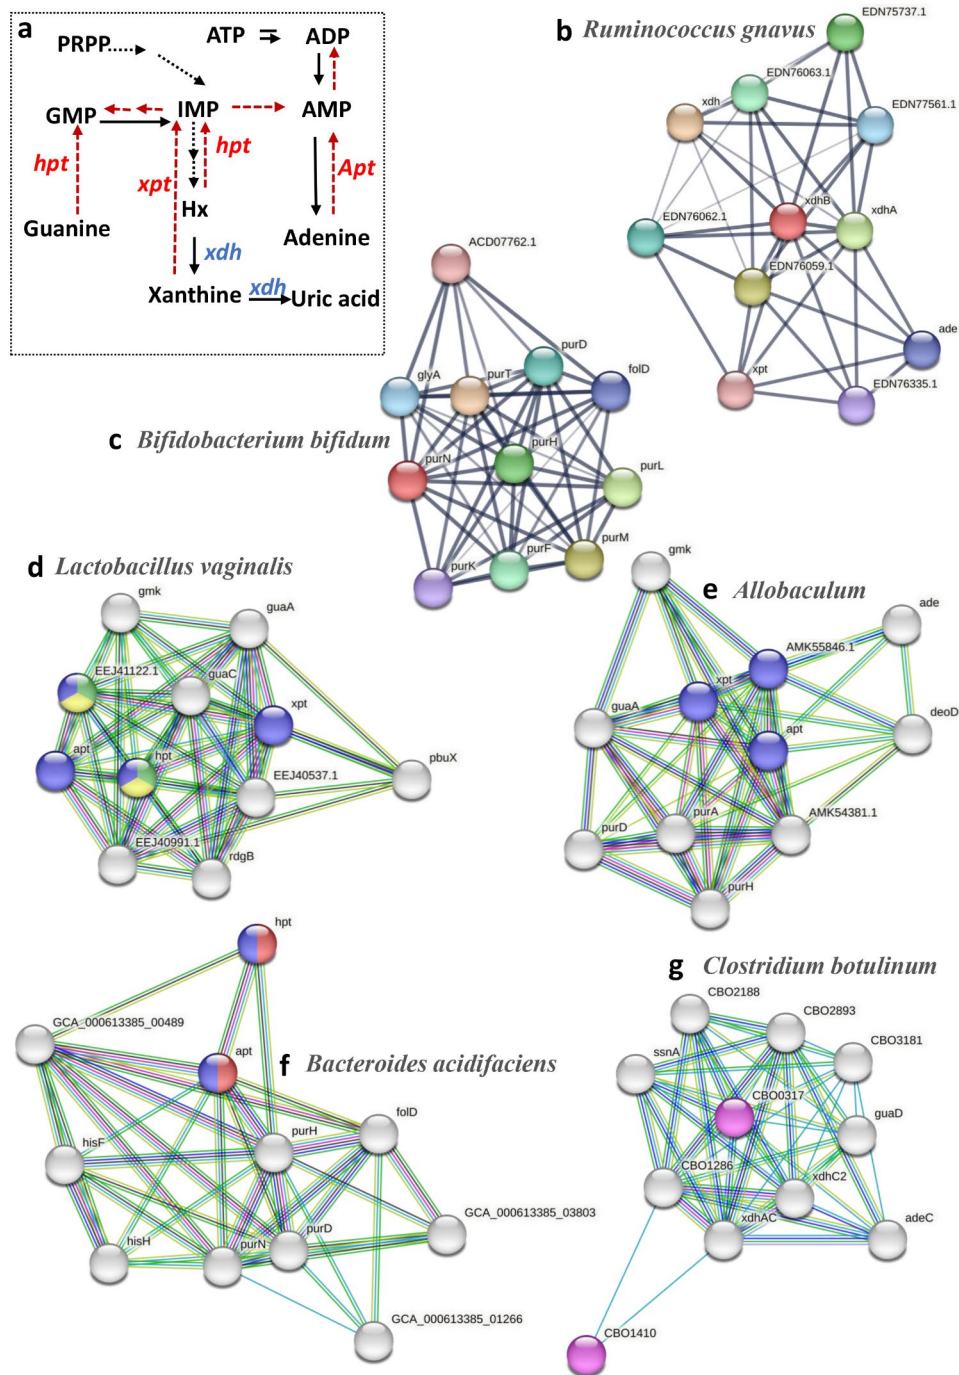 a
PRPP
ATP
ADP
GMP
IMP
AMP
hpt
xpt
hpt
Apt
Hx
Guanine
Adenine
xdh
Xanthine
xdh
Uric acid
b Ruminococcus gnavus
EDN75737.1
EDN76063.1
xdh
EDN77561.1
xdhB
xdhA
EDN76062.1
EDN76059.1
ade
xpt
EDN76335.1
c Bifidobacterium bifidum
ACD07762.1
purD
glyA
purT
folD
purH
purN
purL
purM
purF
purK
d Lactobacillus vaginalis
gmk
guaA
EEJ41122.1
guaC
xpt
apt
hpt
pbuX
EEJ40537.1
EEJ40991.1
rdgB
e Allobaculum
gmk
ade
AMK55846.1
xpt
guaA
deoD
apt
purA
AMK54381.1
purD
purH
f Bacteroides acidifaciens
hpt
GCA_000613385_00489
apt
folD
purH
hisF
GCA_000613385_03803
purD
hisH
purN
GCA_000613385_01266
g Clostridium botulinum
CBO2188
CBO2893
CBO3181
ssnA
CBO0317
guaD
CBO1286
xdhC2
xdhAC
adeC
CBO1410